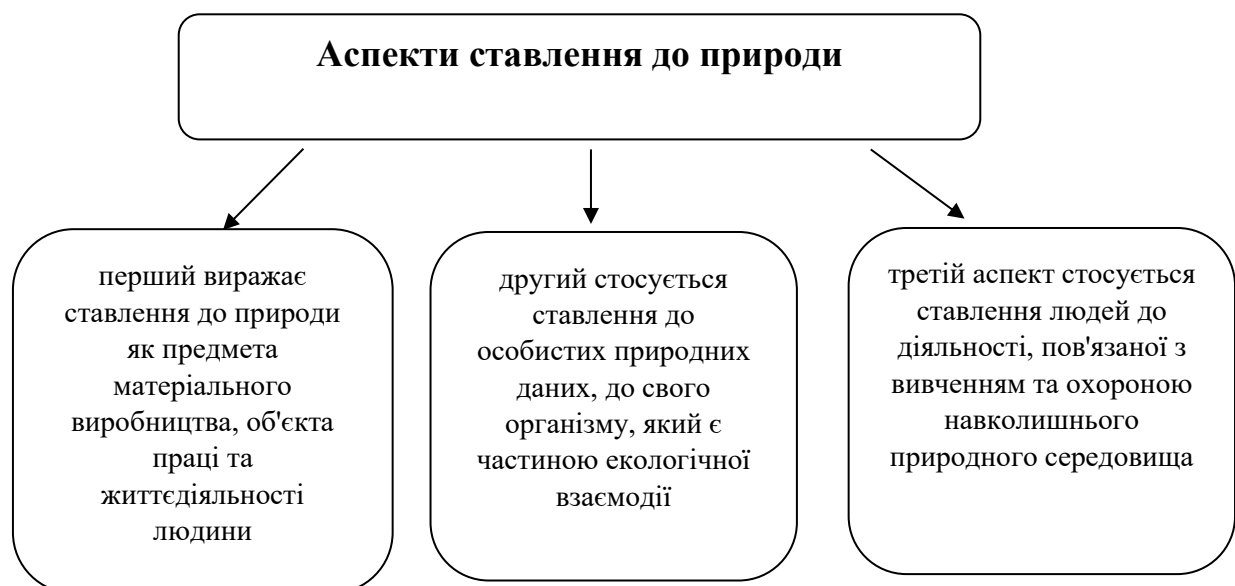 Аспекти ставлення до природи
перший виражає
ставлення до природи
як предмета
матеріального
виробництва, об'єкта
праці та
життєдіяльності
людини
другий стосується
ставлення до
особистих природних
даних, до свого
організму, який є
частиною екологічної
взаємодії
третій аспект стосується
ставлення людей до
діяльності, пов'язаної з
вивченням та охороною
навколишнього
природного середовища